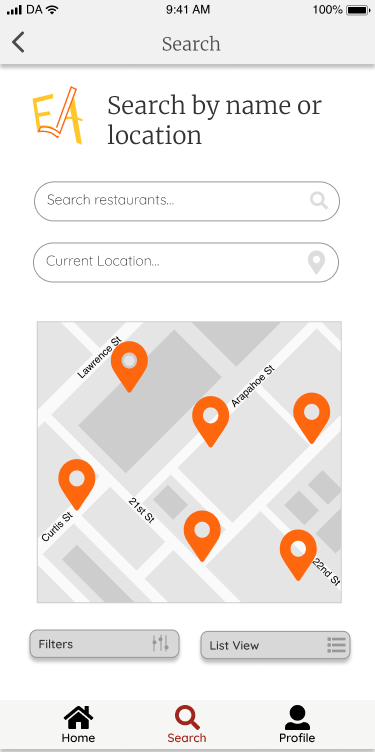 DA 9:41 AM 100%
Search
EA
Search by name or
location
Search restaurants...
Current Location...
Lawrence St
Arapahoe St
21st St
Curtis St
22nd St
Filters
List View
Home Search Profile